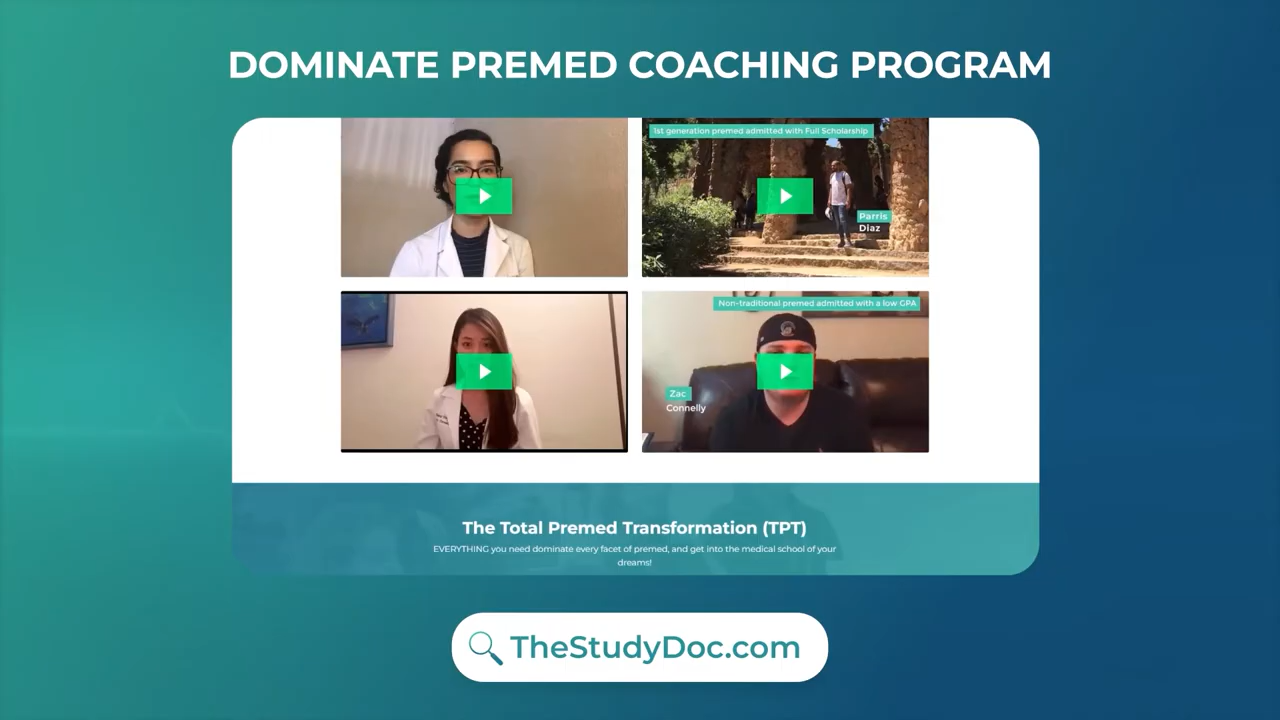 DOMINATE PREMED COACHING PROGRAM
1st generation premed admitted with Full Scholarship
Parris
Diaz
Non-traditional premed admitted with a low GPA
Zac
Connelly
The Total Premed Transformation (TPT)
EVERYTHING you need dominate every facet of premed, and get into the medical school of your
dreams!
TheStudyDoc.com